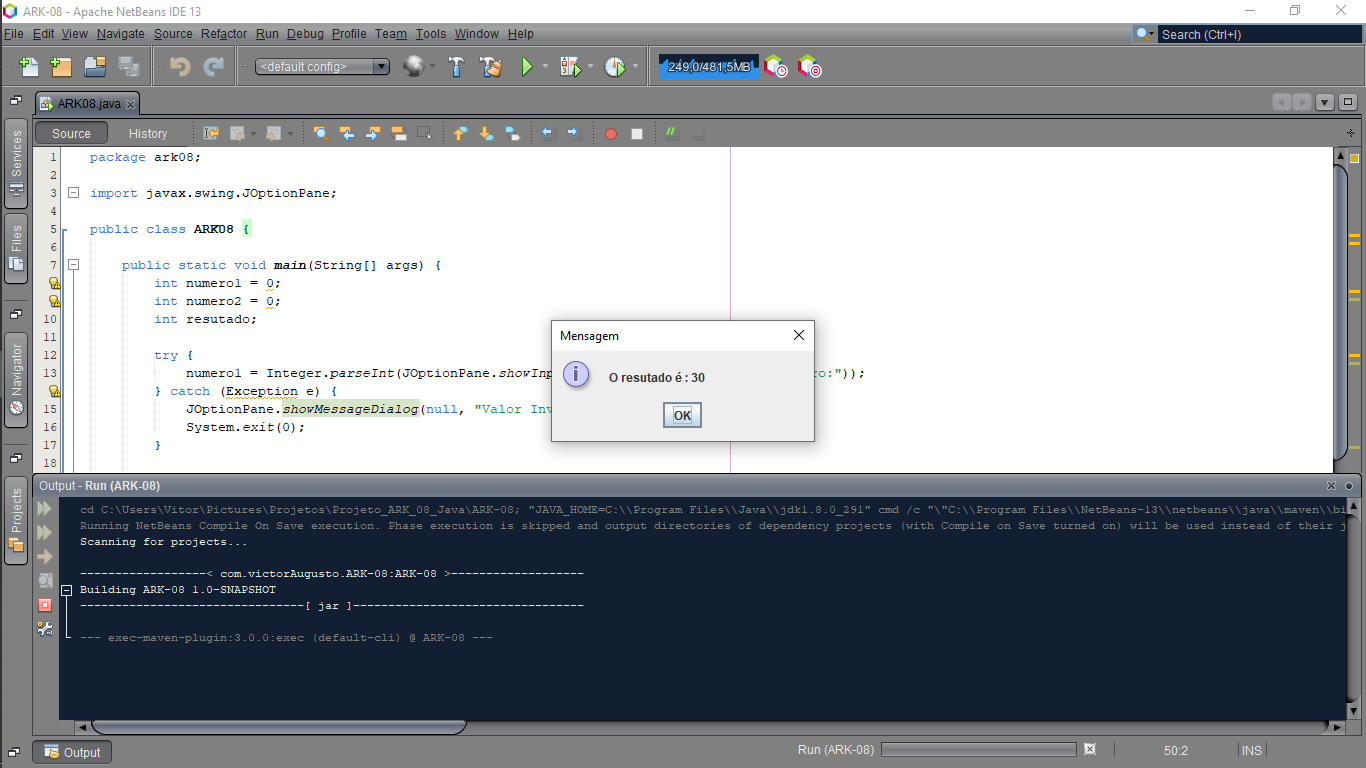 ARK-08 - Apache NetBeans IDE 13
File Edit View Navigate Source Refactor Run Debug Profile Team Tools Window Help
Search (Ctrl+I)
<default config>
249,0/481,5MB
ARK08.java
Source History
Services
Files
Navigator
Projects
1 package ark08;
2
3 import javax.swing.JOptionPane;
4
5 public class ARK08 {
6
7 public static void main(String[] args) {
int numero1 = 0;
int numero2 = 0;
10 int resutado;
11
12 try {
13 numero1 = Integer.parseInt(JOptionPane.showInp ro:"));
} catch (Exception e) {
15 JOptionPane.showMessageDialog(null, "Valor Inv
16 System.exit(0);
17 }
18
Mensagem
O resutado é : 30
OK
Output - Run (ARK-08)
cd C:\Users\Vitor\Pictures\Projetos\Projeto_ARK_08_Java\ARK-08; "JAVA_HOME=C:\\Program Files\\Java\\jdk1.8.0_291" cmd /c "\"C:\\Program Files\\NetBeans-13\\netbeans\\java\\maven\\bi
Running NetBeans Compile On Save execution. Phase execution is skipped and output directories of dependency projects (with Compile on Save turned on) will be used instead of their j
Scanning for projects...
------------------< com.victorAugusto.ARK-08:ARK-08 >-------------------
Building ARK-08 1.0-SNAPSHOT
--------------------------------[ jar ]---------------------------------
--- exec-maven-plugin:3.0.0:exec (default-cli) @ ARK-08 ---
Output
Run (ARK-08)
50:2
INS